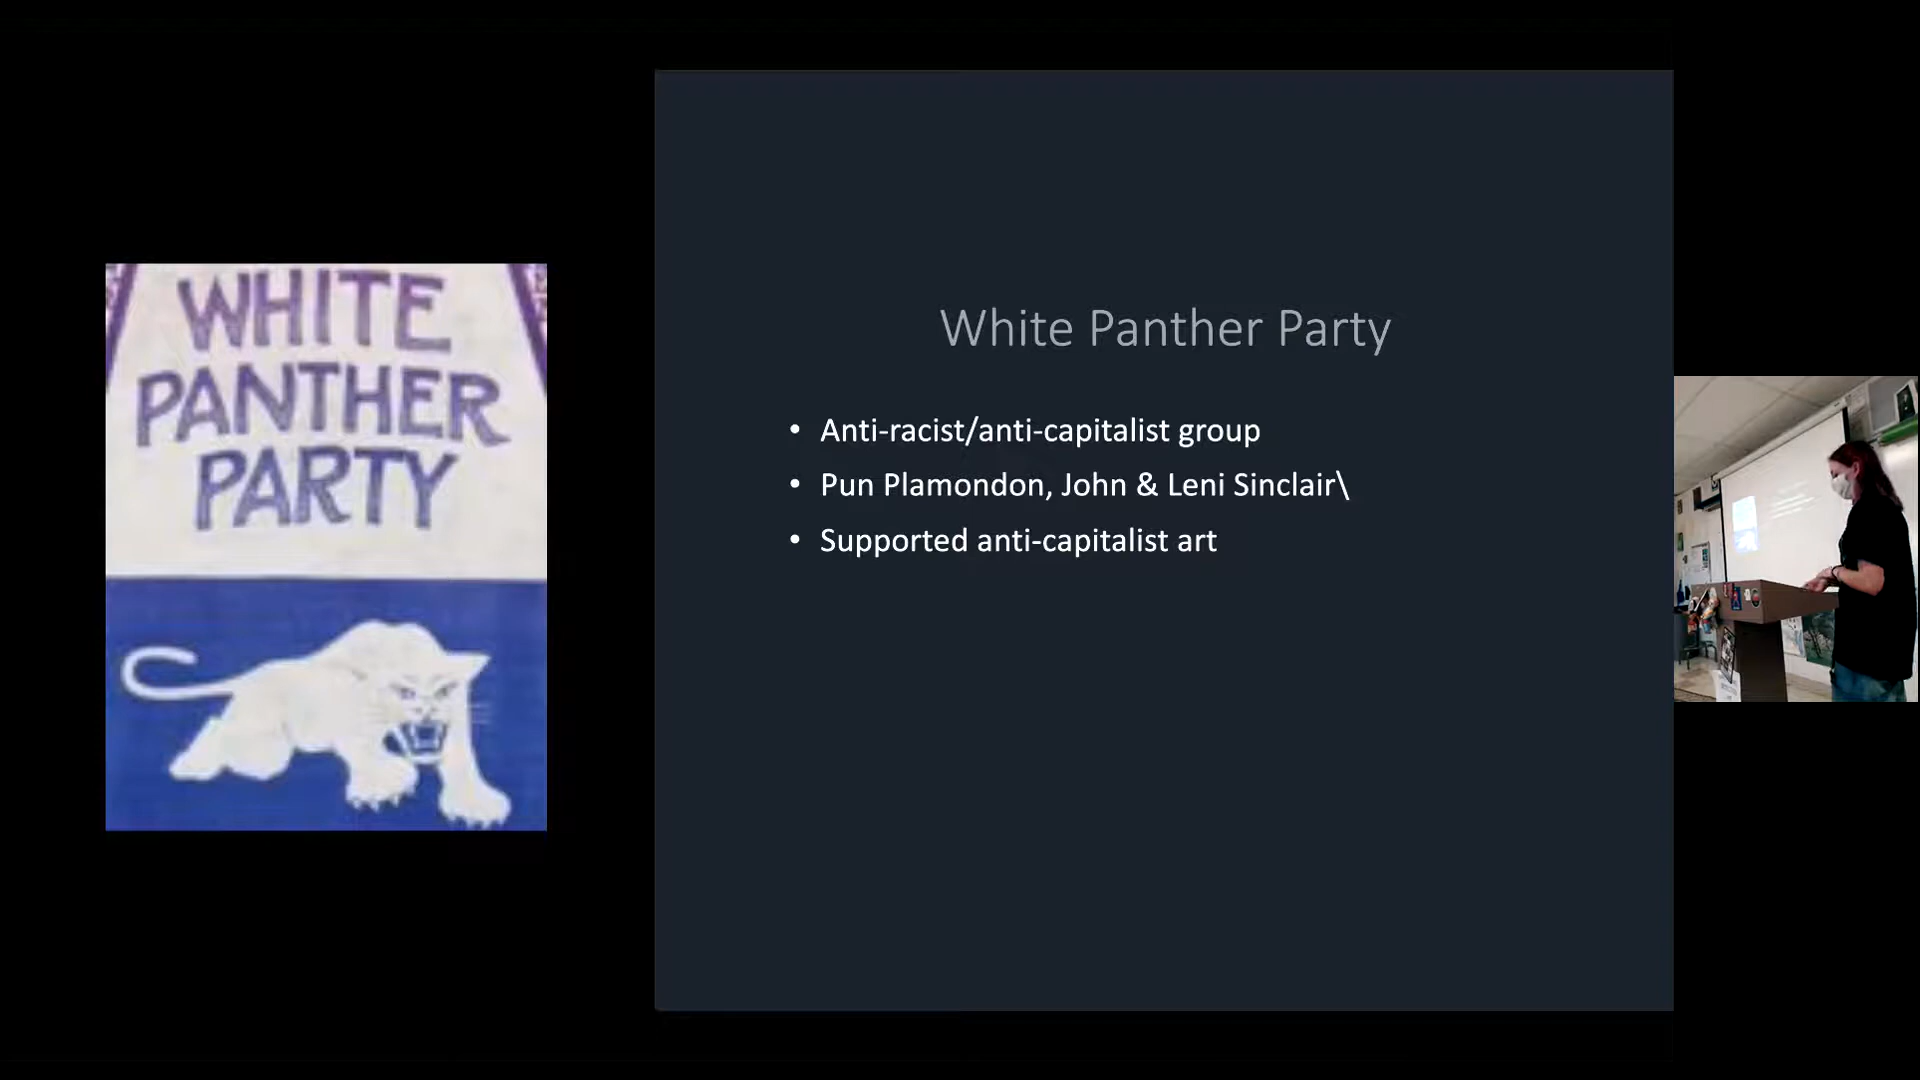 WHITE
PANTHER
PARTY
White Panther Party
• Anti-racist/anti-capitalist group
• Pun Plamondon, John & Leni Sinclair\
• Supported anti-capitalist art